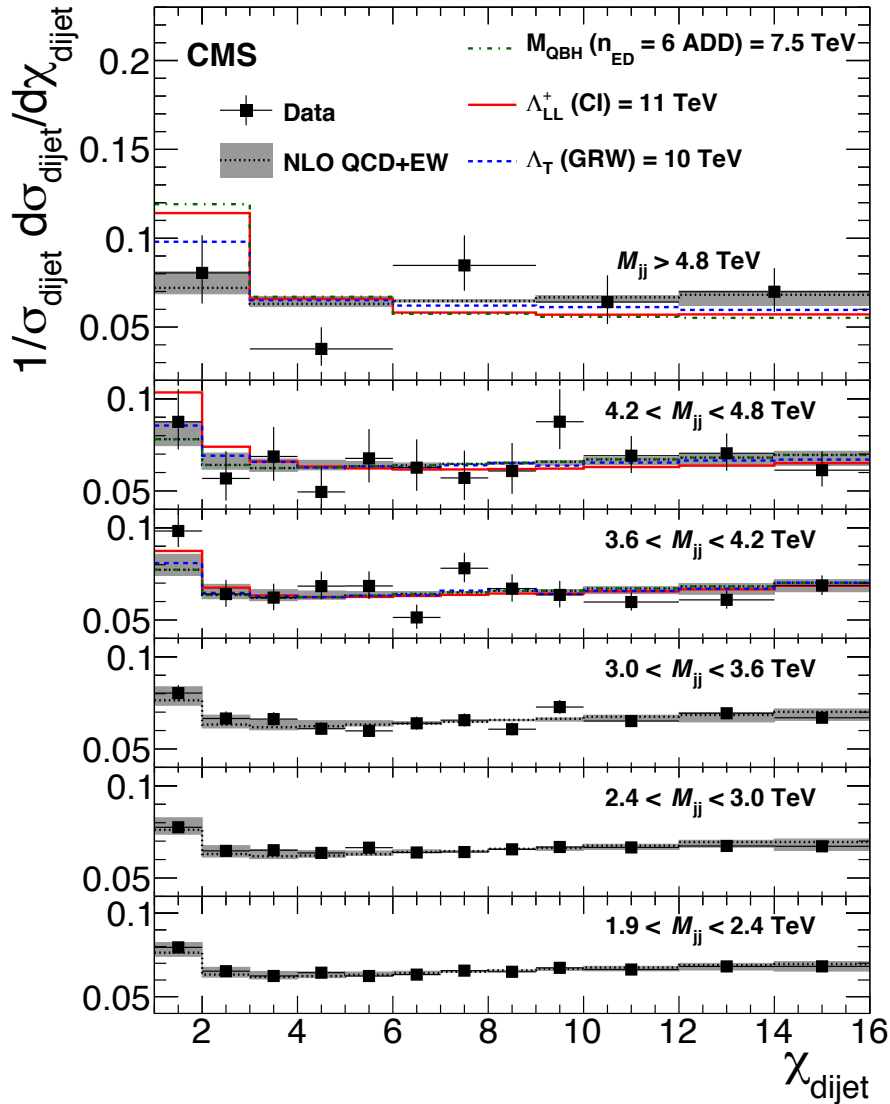 CMS
Data
NLO QCD+EW
M_QBH (n_ED = 6 ADD) = 7.5 TeV
Λ⁺_LL (CI) = 11 TeV
Λ_T (GRW) = 10 TeV
1/σ_dijet dσ_dijet/dχ_dijet
0.2
0.15
0.1
0.05
M_jj > 4.8 TeV
0.1
0.05
4.2 < M_jj < 4.8 TeV
0.1
0.05
3.6 < M_jj < 4.2 TeV
0.1
0.05
3.0 < M_jj < 3.6 TeV
0.1
0.05
2.4 < M_jj < 3.0 TeV
0.1
0.05
1.9 < M_jj < 2.4 TeV
2 4 6 8 10 12 14 16
χ_dijet